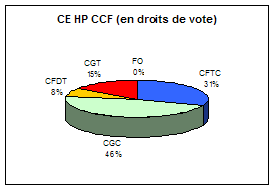 CE HP CCF (en droits de vote)
FO
0%
CGT
15%
CFTC
31%
CFDT
8%
CGC
46%